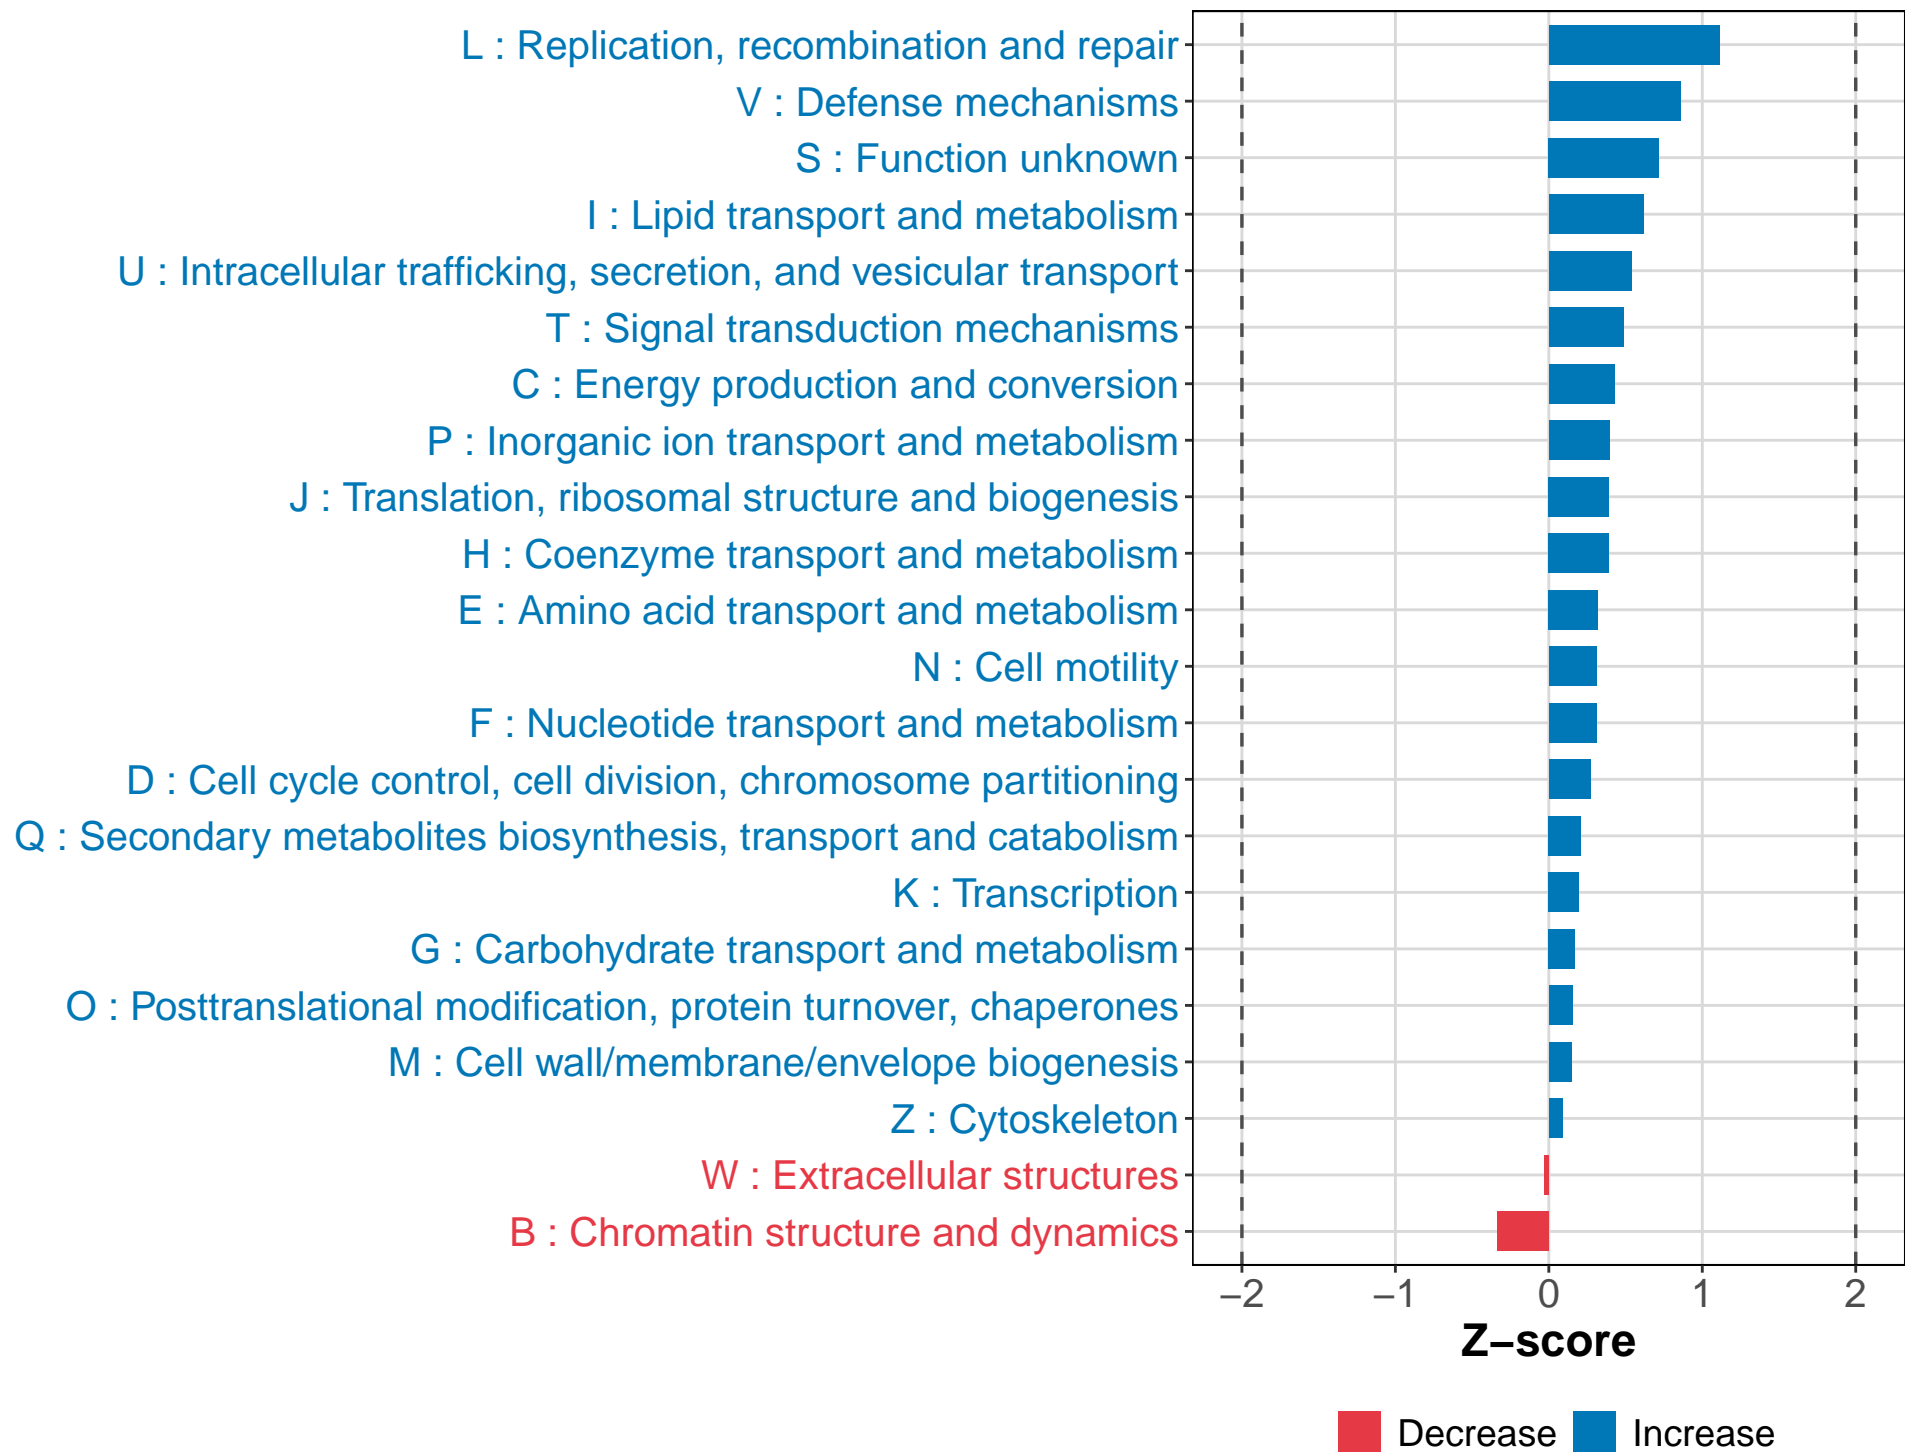 L : Replication, recombination and repair
V : Defense mechanisms
S : Function unknown
I : Lipid transport and metabolism
U : Intracellular trafficking, secretion, and vesicular transport
T : Signal transduction mechanisms
C : Energy production and conversion
P : Inorganic ion transport and metabolism
J : Translation, ribosomal structure and biogenesis
H : Coenzyme transport and metabolism
E : Amino acid transport and metabolism
N : Cell motility
F : Nucleotide transport and metabolism
D : Cell cycle control, cell division, chromosome partitioning
Q : Secondary metabolites biosynthesis, transport and catabolism
K : Transcription
G : Carbohydrate transport and metabolism
O : Posttranslational modification, protein turnover, chaperones
M : Cell wall/membrane/envelope biogenesis
Z : Cytoskeleton
W : Extracellular structures
B : Chromatin structure and dynamics
−2 −1 0 1 2
Z−score
Decrease Increase